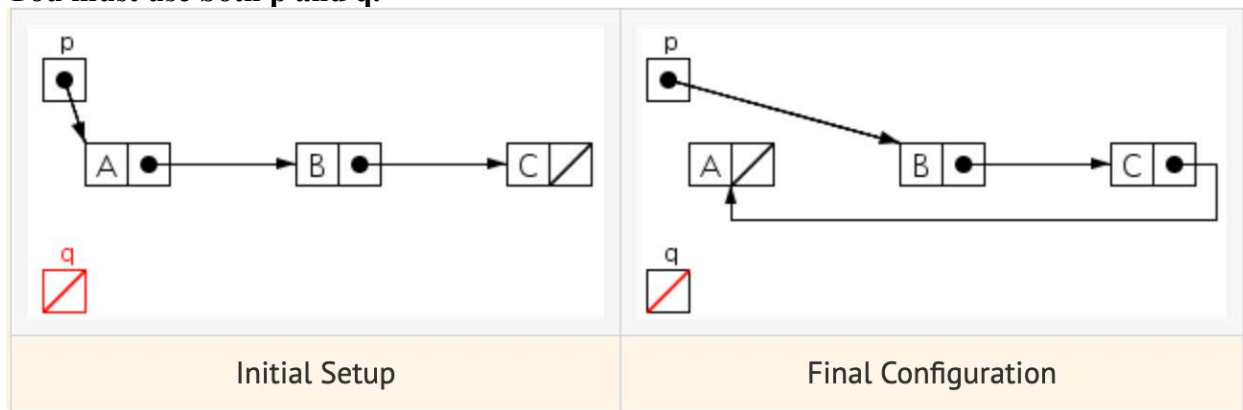 You must use both p and q.
p
A B C
q
p
A B C
q
Initial Setup
Final Configuration